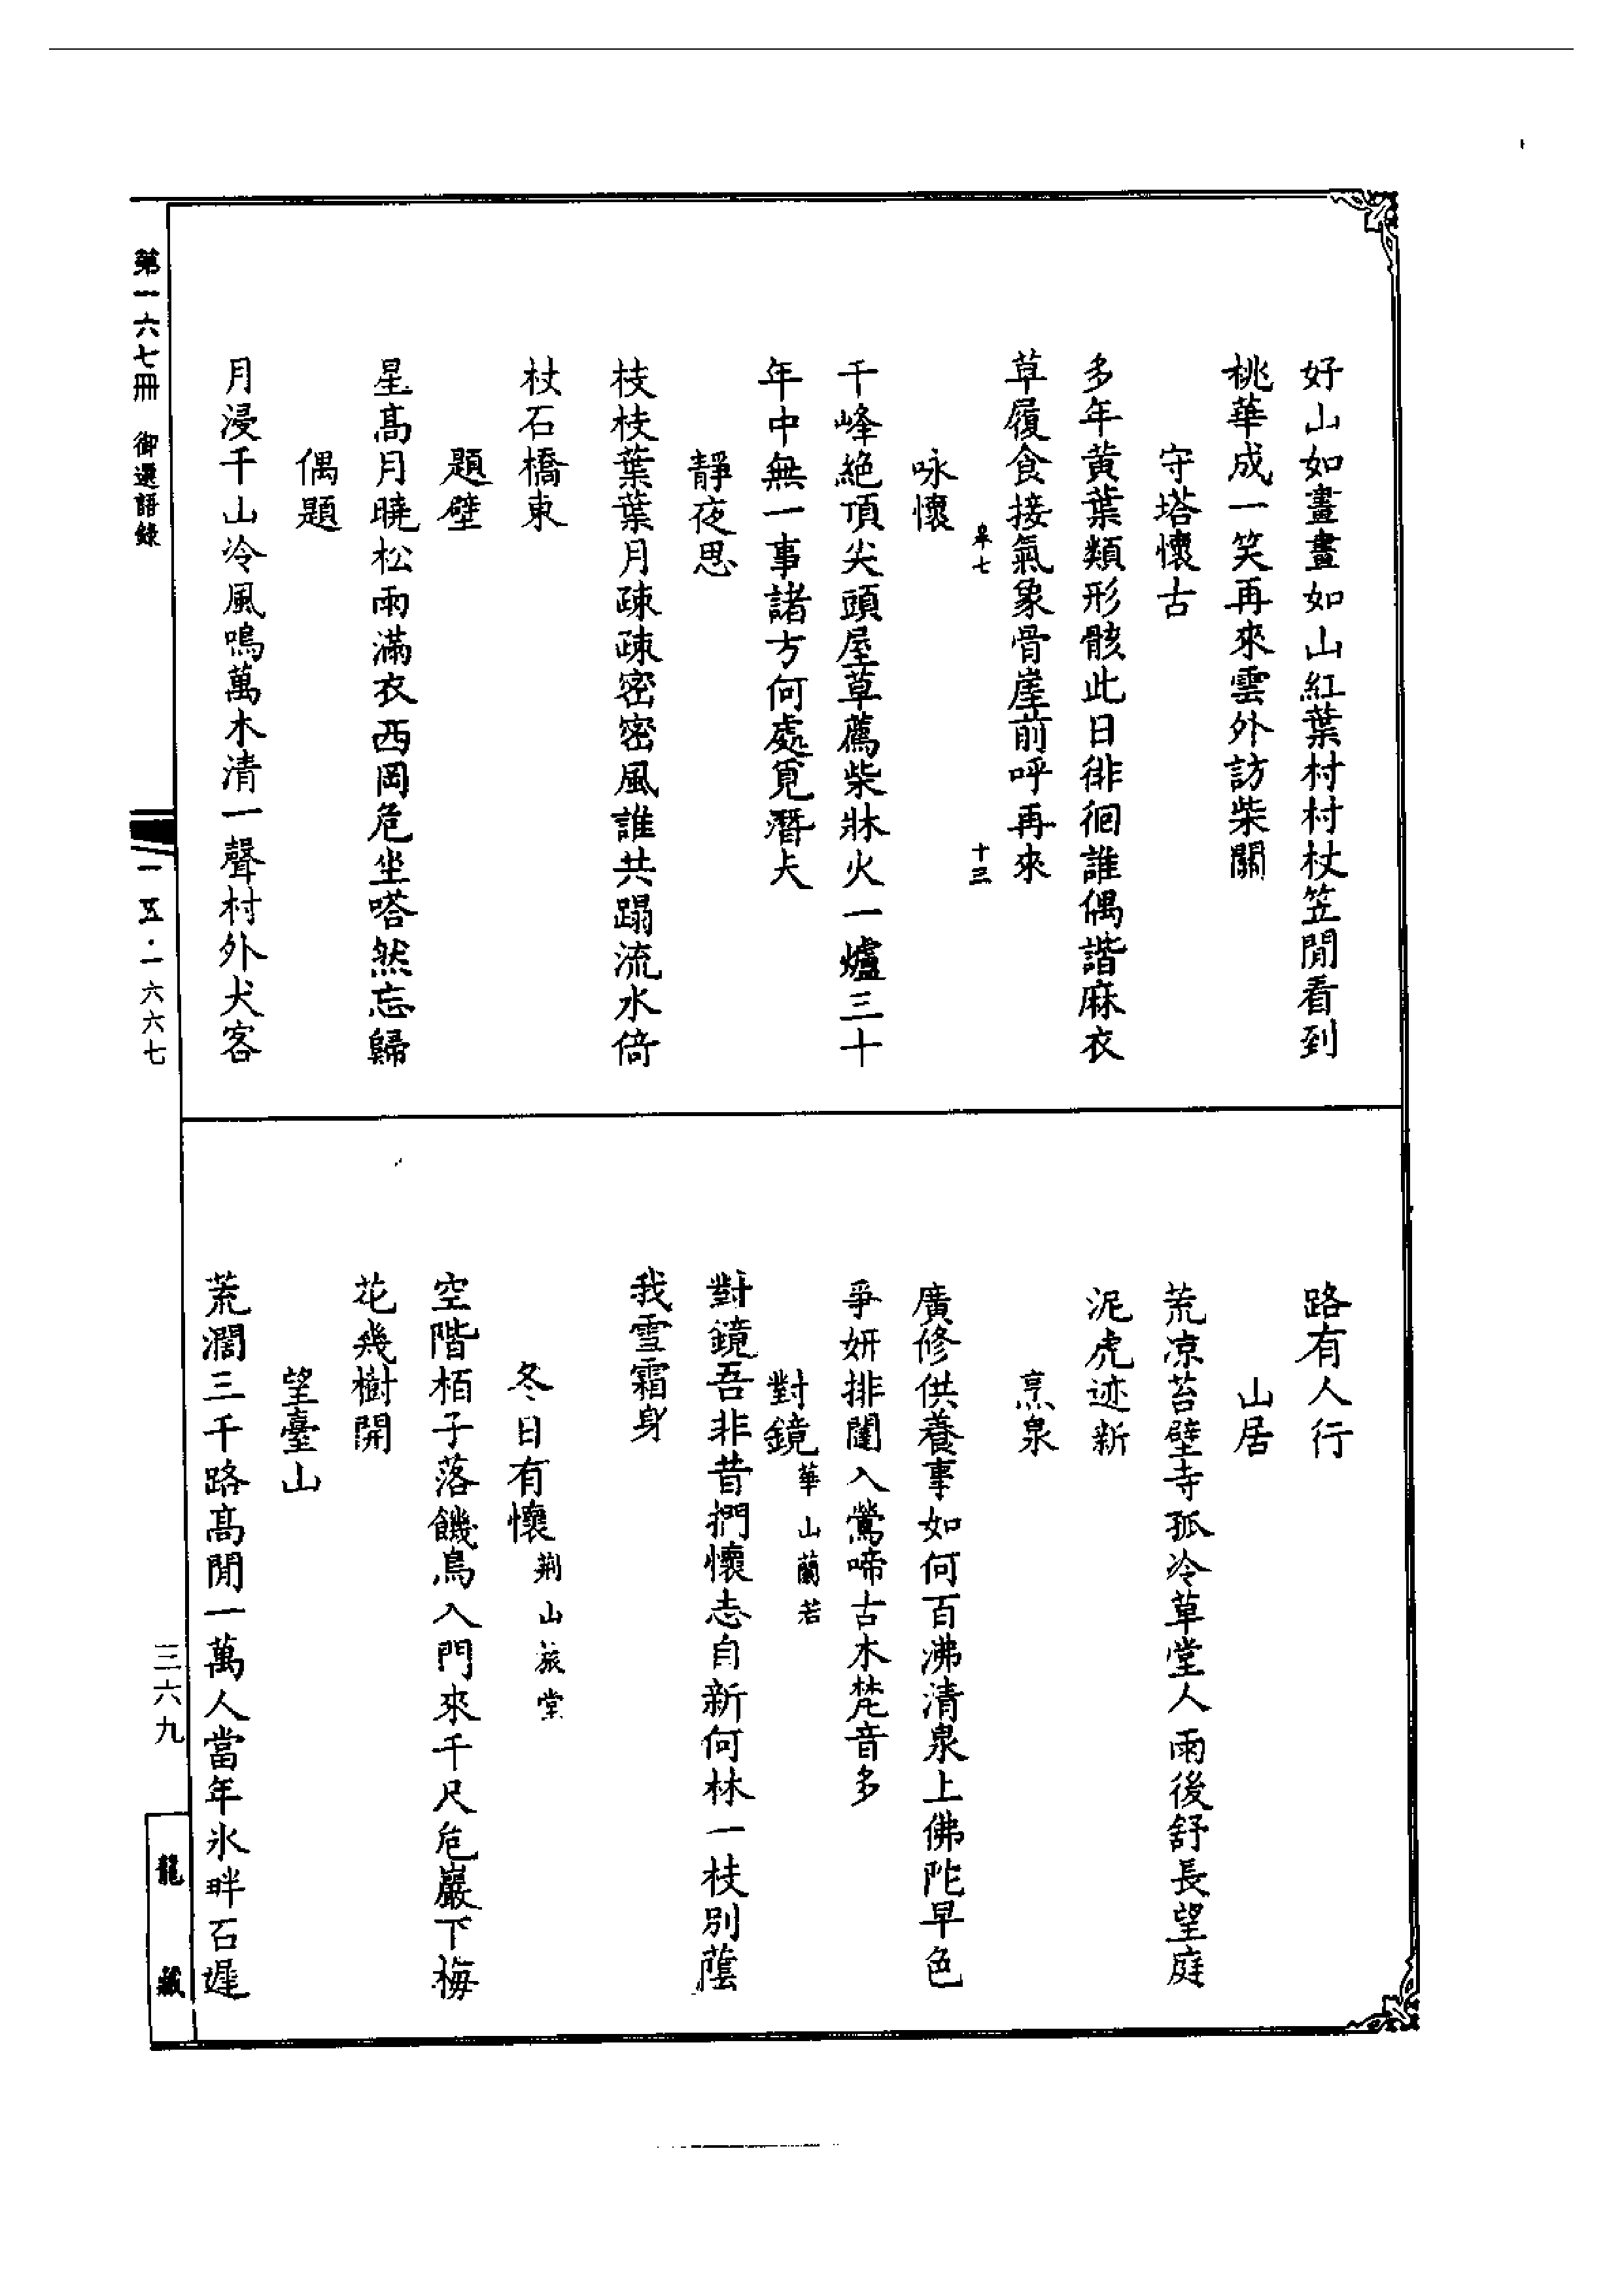 好山如畫畫如山紅葉村村杖笠閒看到
桃華成一笑再來雲外訪柴關
守塔懷古
多年黃葉類形骸此日徘徊誰偶諧麻衣
草履食接氣象骨崖前呼再來
皋七
十三
咏懷
千峰絕頂尖頭屋草薦柴牀火一爐三十
年中無一事諸方何處覓潛夫
靜夜思
枝枝葉葉月疎疎密密風誰共蹋流水倚
杖石橋東
題壁
星高月曉松雨滿衣西岡危坐嗒然忘歸
偶題
月浸千山冷風鳴萬木清一聲村外犬客
路有人行
山居
荒凉苔壁寺孤冷草堂人雨後舒長望庭
泥虎迹新
烹泉
廣修供養事如何百沸清泉上佛陀早色
爭妍排闥入鶯啼古木梵音多
對鏡華山蘭若
對鏡吾非昔捫懷志自新何林一枝別蔭
我雪霜身
冬日有懷荆山旅堂
空階栢子落饑鳥入門來千尺危巖下梅
花幾樹開
望臺山
荒濶三千路高閒一萬人當年氷畔石遲
第一六七冊 御選語錄
一五·一六六七
三六九
龍藏